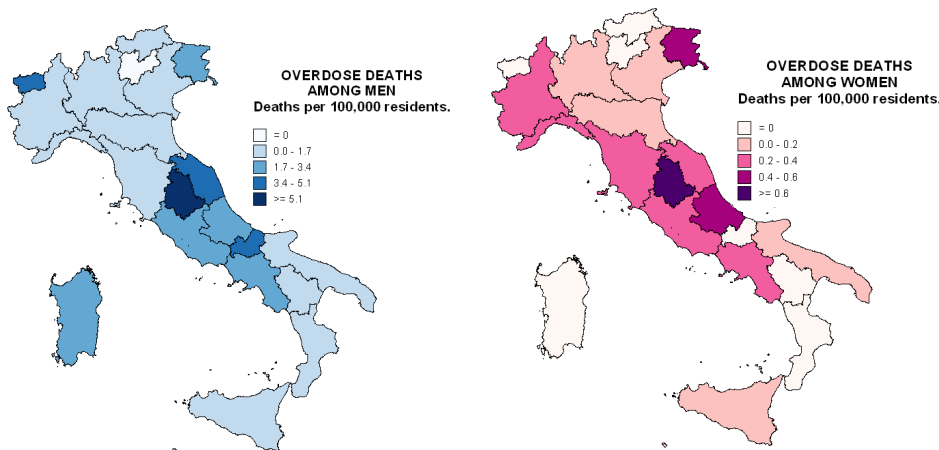 OVERDOSE DEATHS
AMONG MEN
Deaths per 100,000 residents.
= 0
0.0 - 1.7
1.7 - 3.4
3.4 - 5.1
>= 5.1
OVERDOSE DEATHS
AMONG WOMEN
Deaths per 100,000 residents.
= 0
0.0 - 0.2
0.2 - 0.4
0.4 - 0.6
>= 0.6